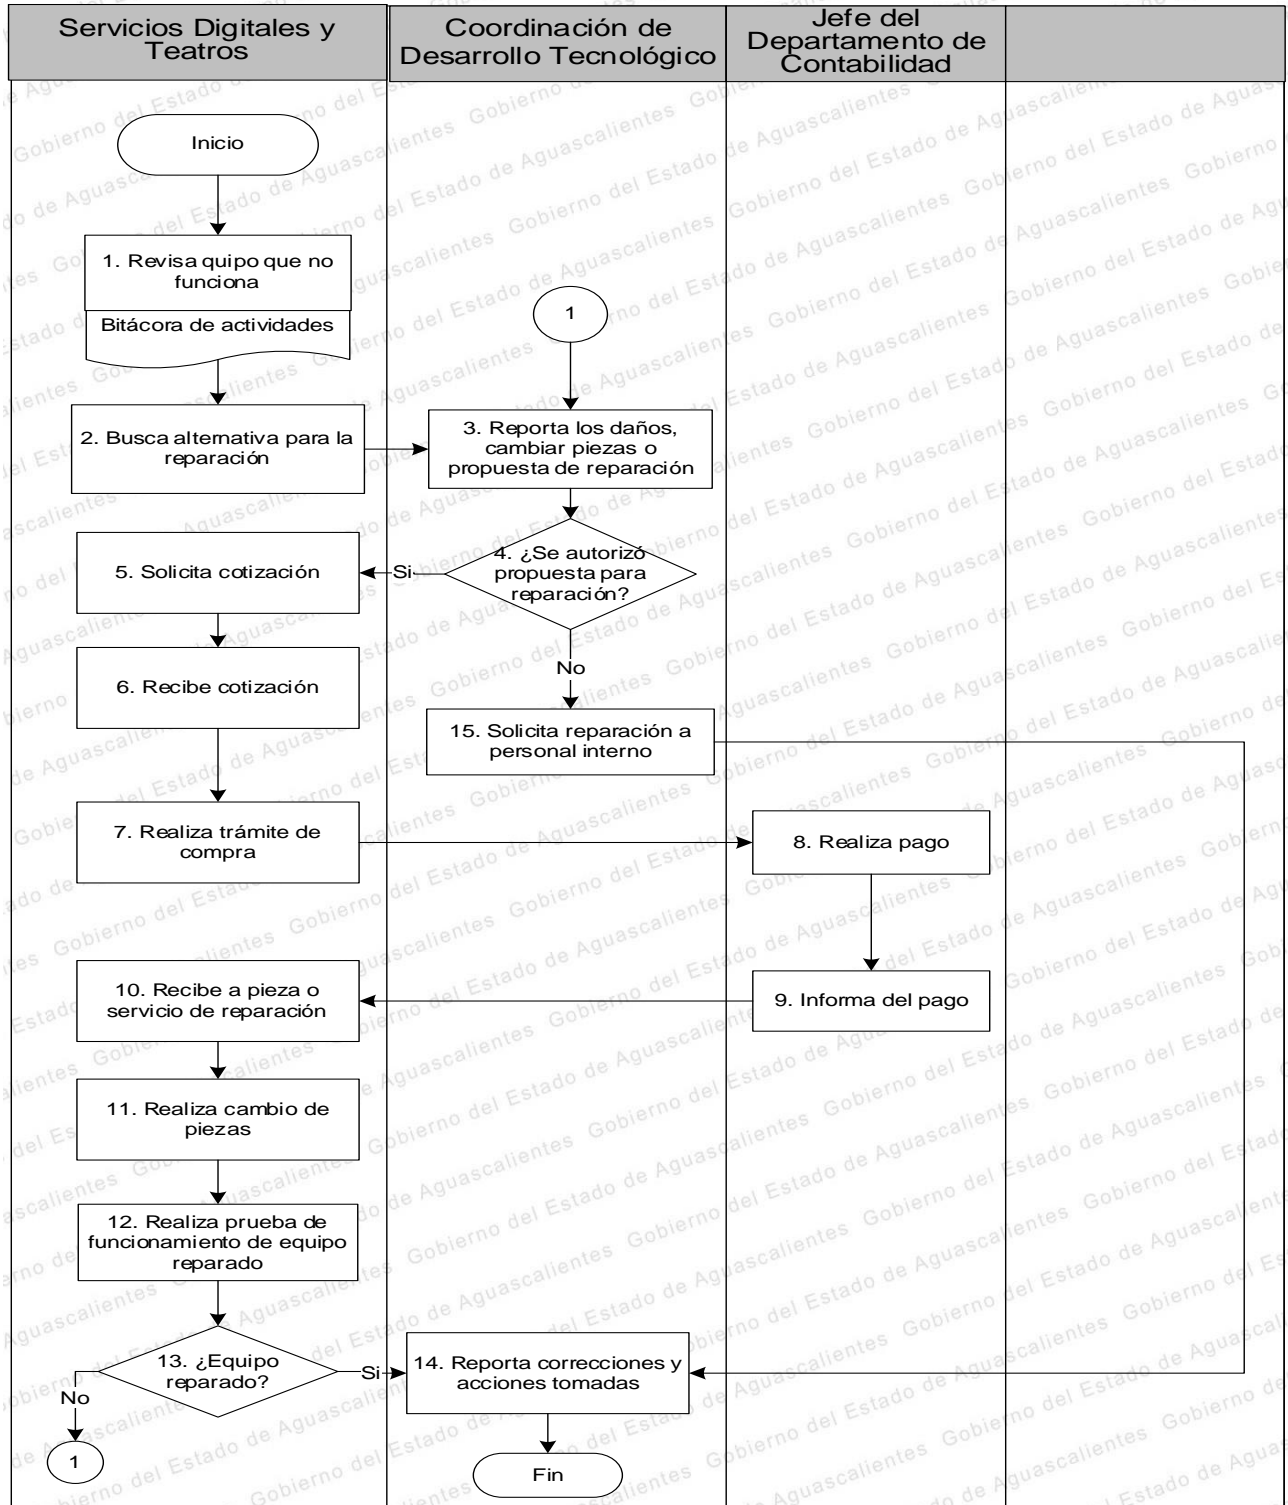 Servicios Digitales y
Teatros
Coordinación de
Desarrollo Tecnológico
Jefe del
Departamento de
Contabilidad
Inicio
1. Revisa quipo que no
funciona
Bitácora de actividades
1
2. Busca alternativa para la
reparación
3. Reporta los daños,
cambiar piezas o
propuesta de reparación
4. ¿Se autorizó
propuesta para
reparación?
Si
No
5. Solicita cotización
6. Recibe cotización
15. Solicita reparación a
personal interno
7. Realiza trámite de
compra
8. Realiza pago
9. Informa del pago
10. Recibe a pieza o
servicio de reparación
11. Realiza cambio de
piezas
12. Realiza prueba de
funcionamiento de equipo
reparado
13. ¿Equipo
reparado?
Si
No
14. Reporta correcciones y
acciones tomadas
1
Fin
Gobierno del Estado de Aguascalientes